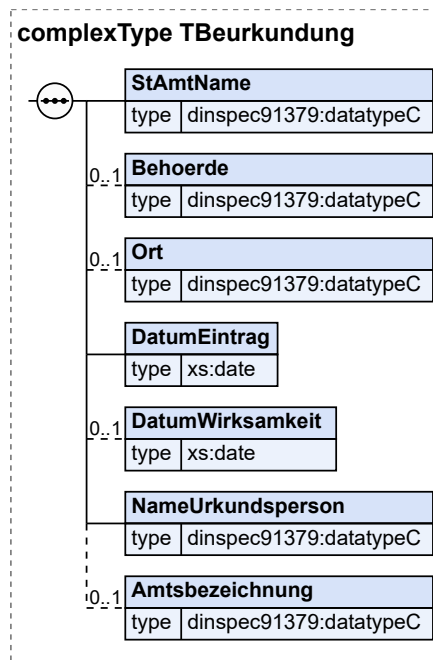 complexType TBeurkundung
StAmtName
type dinspec91379:datatypeC
0..1 Behoerde
type dinspec91379:datatypeC
0..1 Ort
type dinspec91379:datatypeC
DatumEintrag
type xs:date
0..1 DatumWirksamkeit
type xs:date
NameUrkundsperson
type dinspec91379:datatypeC
0..1 Amtsbezeichnung
type dinspec91379:datatypeC